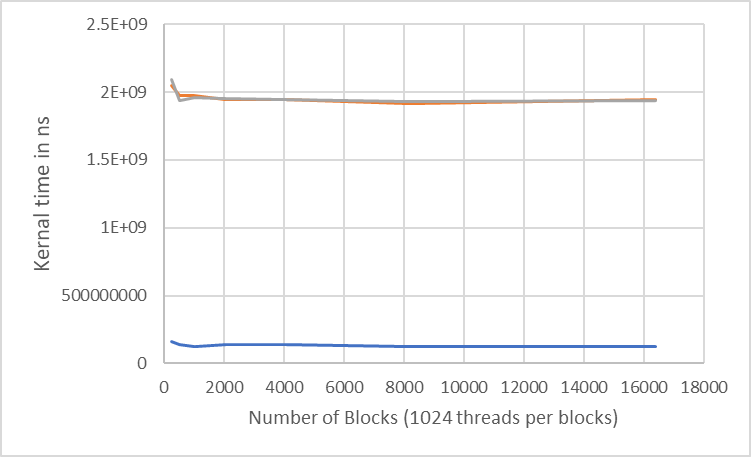 2.5E+09
2E+09
1.5E+09
1E+09
500000000
0
0 2000 4000 6000 8000 10000 12000 14000 16000 18000
Kernal time in ns
Number of Blocks (1024 threads per blocks)